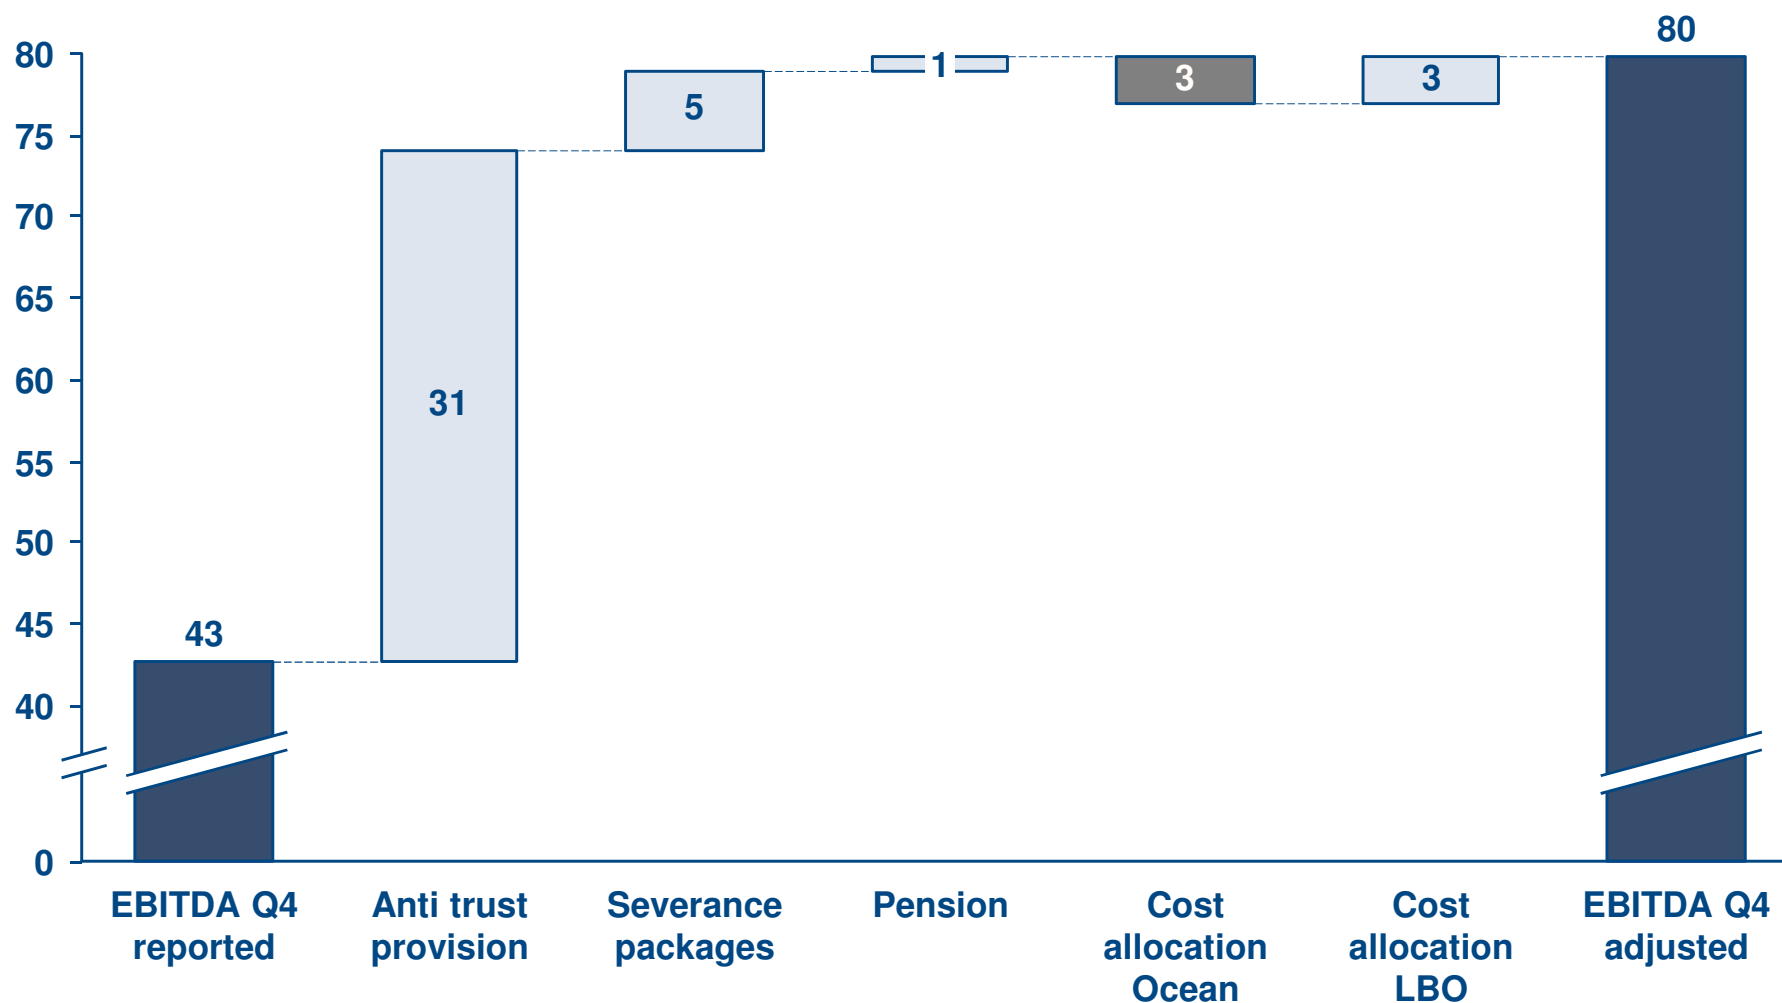 80
75
70
65
60
55
50
45
40
0
43
31
5
1
3
3
80
EBITDA Q4
reported
Anti trust
provision
Severance
packages
Pension
Cost
allocation
Ocean
Cost
allocation
LBO
EBITDA Q4
adjusted